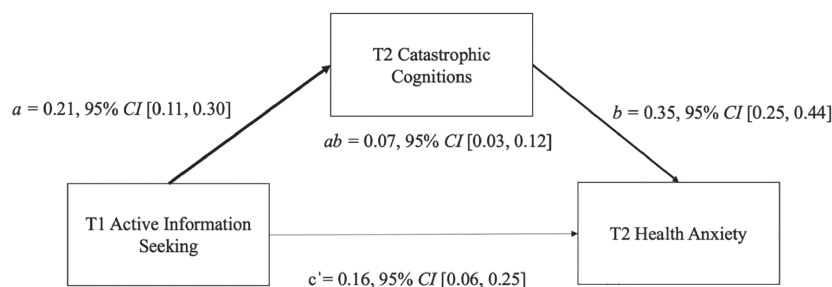 T2 Catastrophic
Cognitions
a = 0.21, 95% CI [0.11, 0.30]
b = 0.35, 95% CI [0.25, 0.44]
ab = 0.07, 95% CI [0.03, 0.12]
T1 Active Information
Seeking
T2 Health Anxiety
c'= 0.16, 95% CI [0.06, 0.25]